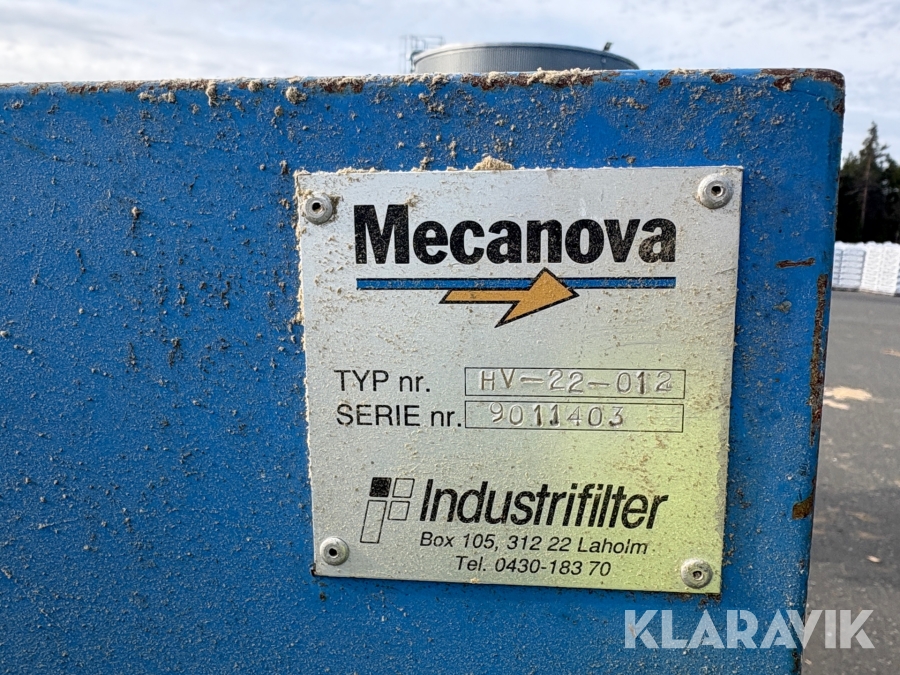 Mecanova
TYP nr. HV-22-012
SERIE nr. 9011403
Industrifilter
Box 105, 312 22 Laholm
Tel. 0430-183 70
KLARAVIK